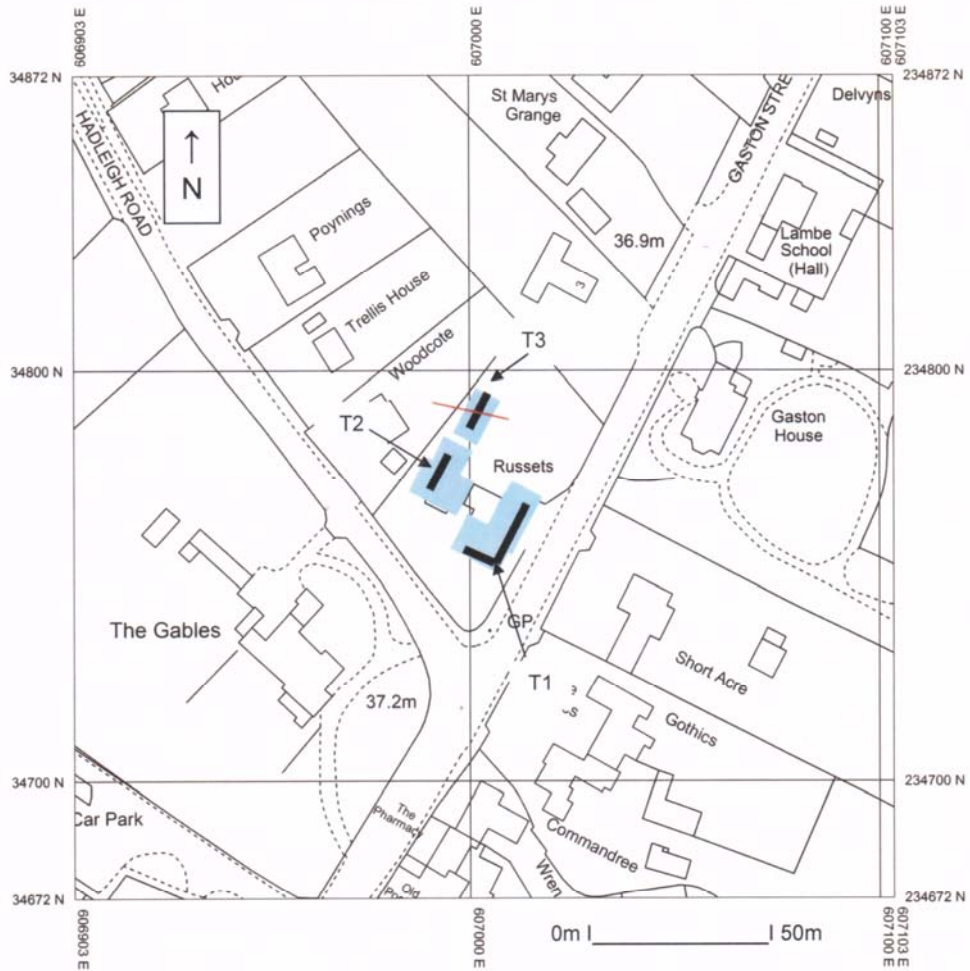 606903 E
607000 E
607100 E
607103 E
34872 N
234872 N
HADLEIGH ROAD
↑
N
St Marys
Grange
GASTON STRE
Delvyns
Poynings
36.9m
Lambe
School
(Hall)
Trellis House
3
T3
34800 N
Woodcote
234800 N
T2
Gaston
House
Russets
The Gables
GP
Short Acre
T1
37.2m
Gothics
34700 N
234700 N
The
Pharmacy
Car Park
Commandree
Wren
Old
34672 N
234672 N
606903 E
607000 E
607100 E
607103 E
0m
50m